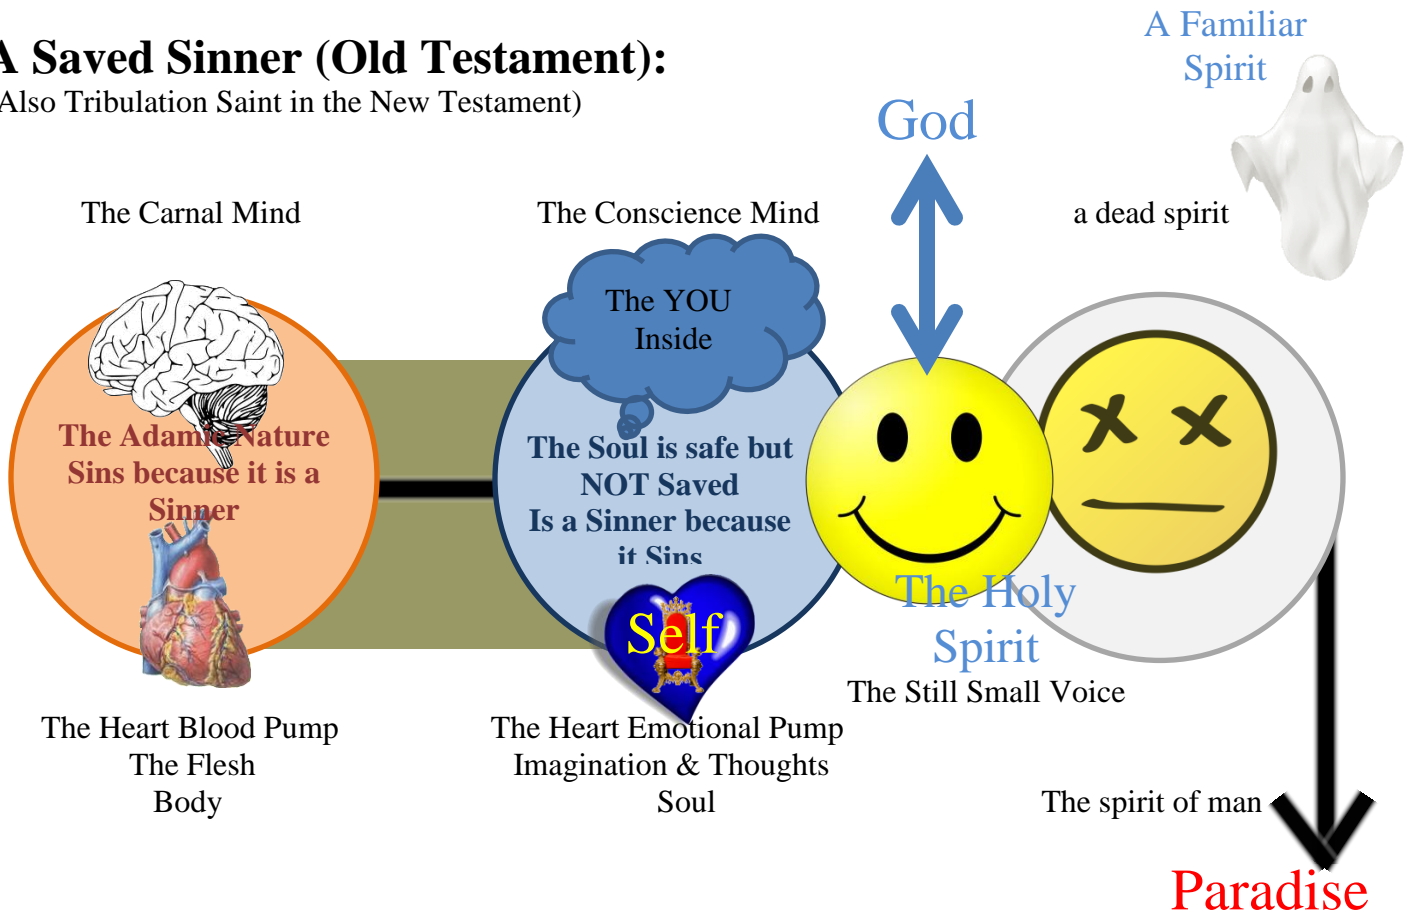 A Saved Sinner (Old Testament):
Also Tribulation Saint in the New Testament)
A Familiar
Spirit
God
The Carnal Mind
The Conscience Mind
a dead spirit
The YOU
Inside
The Adamic Nature
Sins because it is a
Sinner
The Soul is safe but
NOT Saved
Is a Sinner because
it Sins
Self
The Holy
Spirit
The Still Small Voice
The Heart Blood Pump
The Flesh
Body
The Heart Emotional Pump
Imagination & Thoughts
Soul
The spirit of man
Paradise